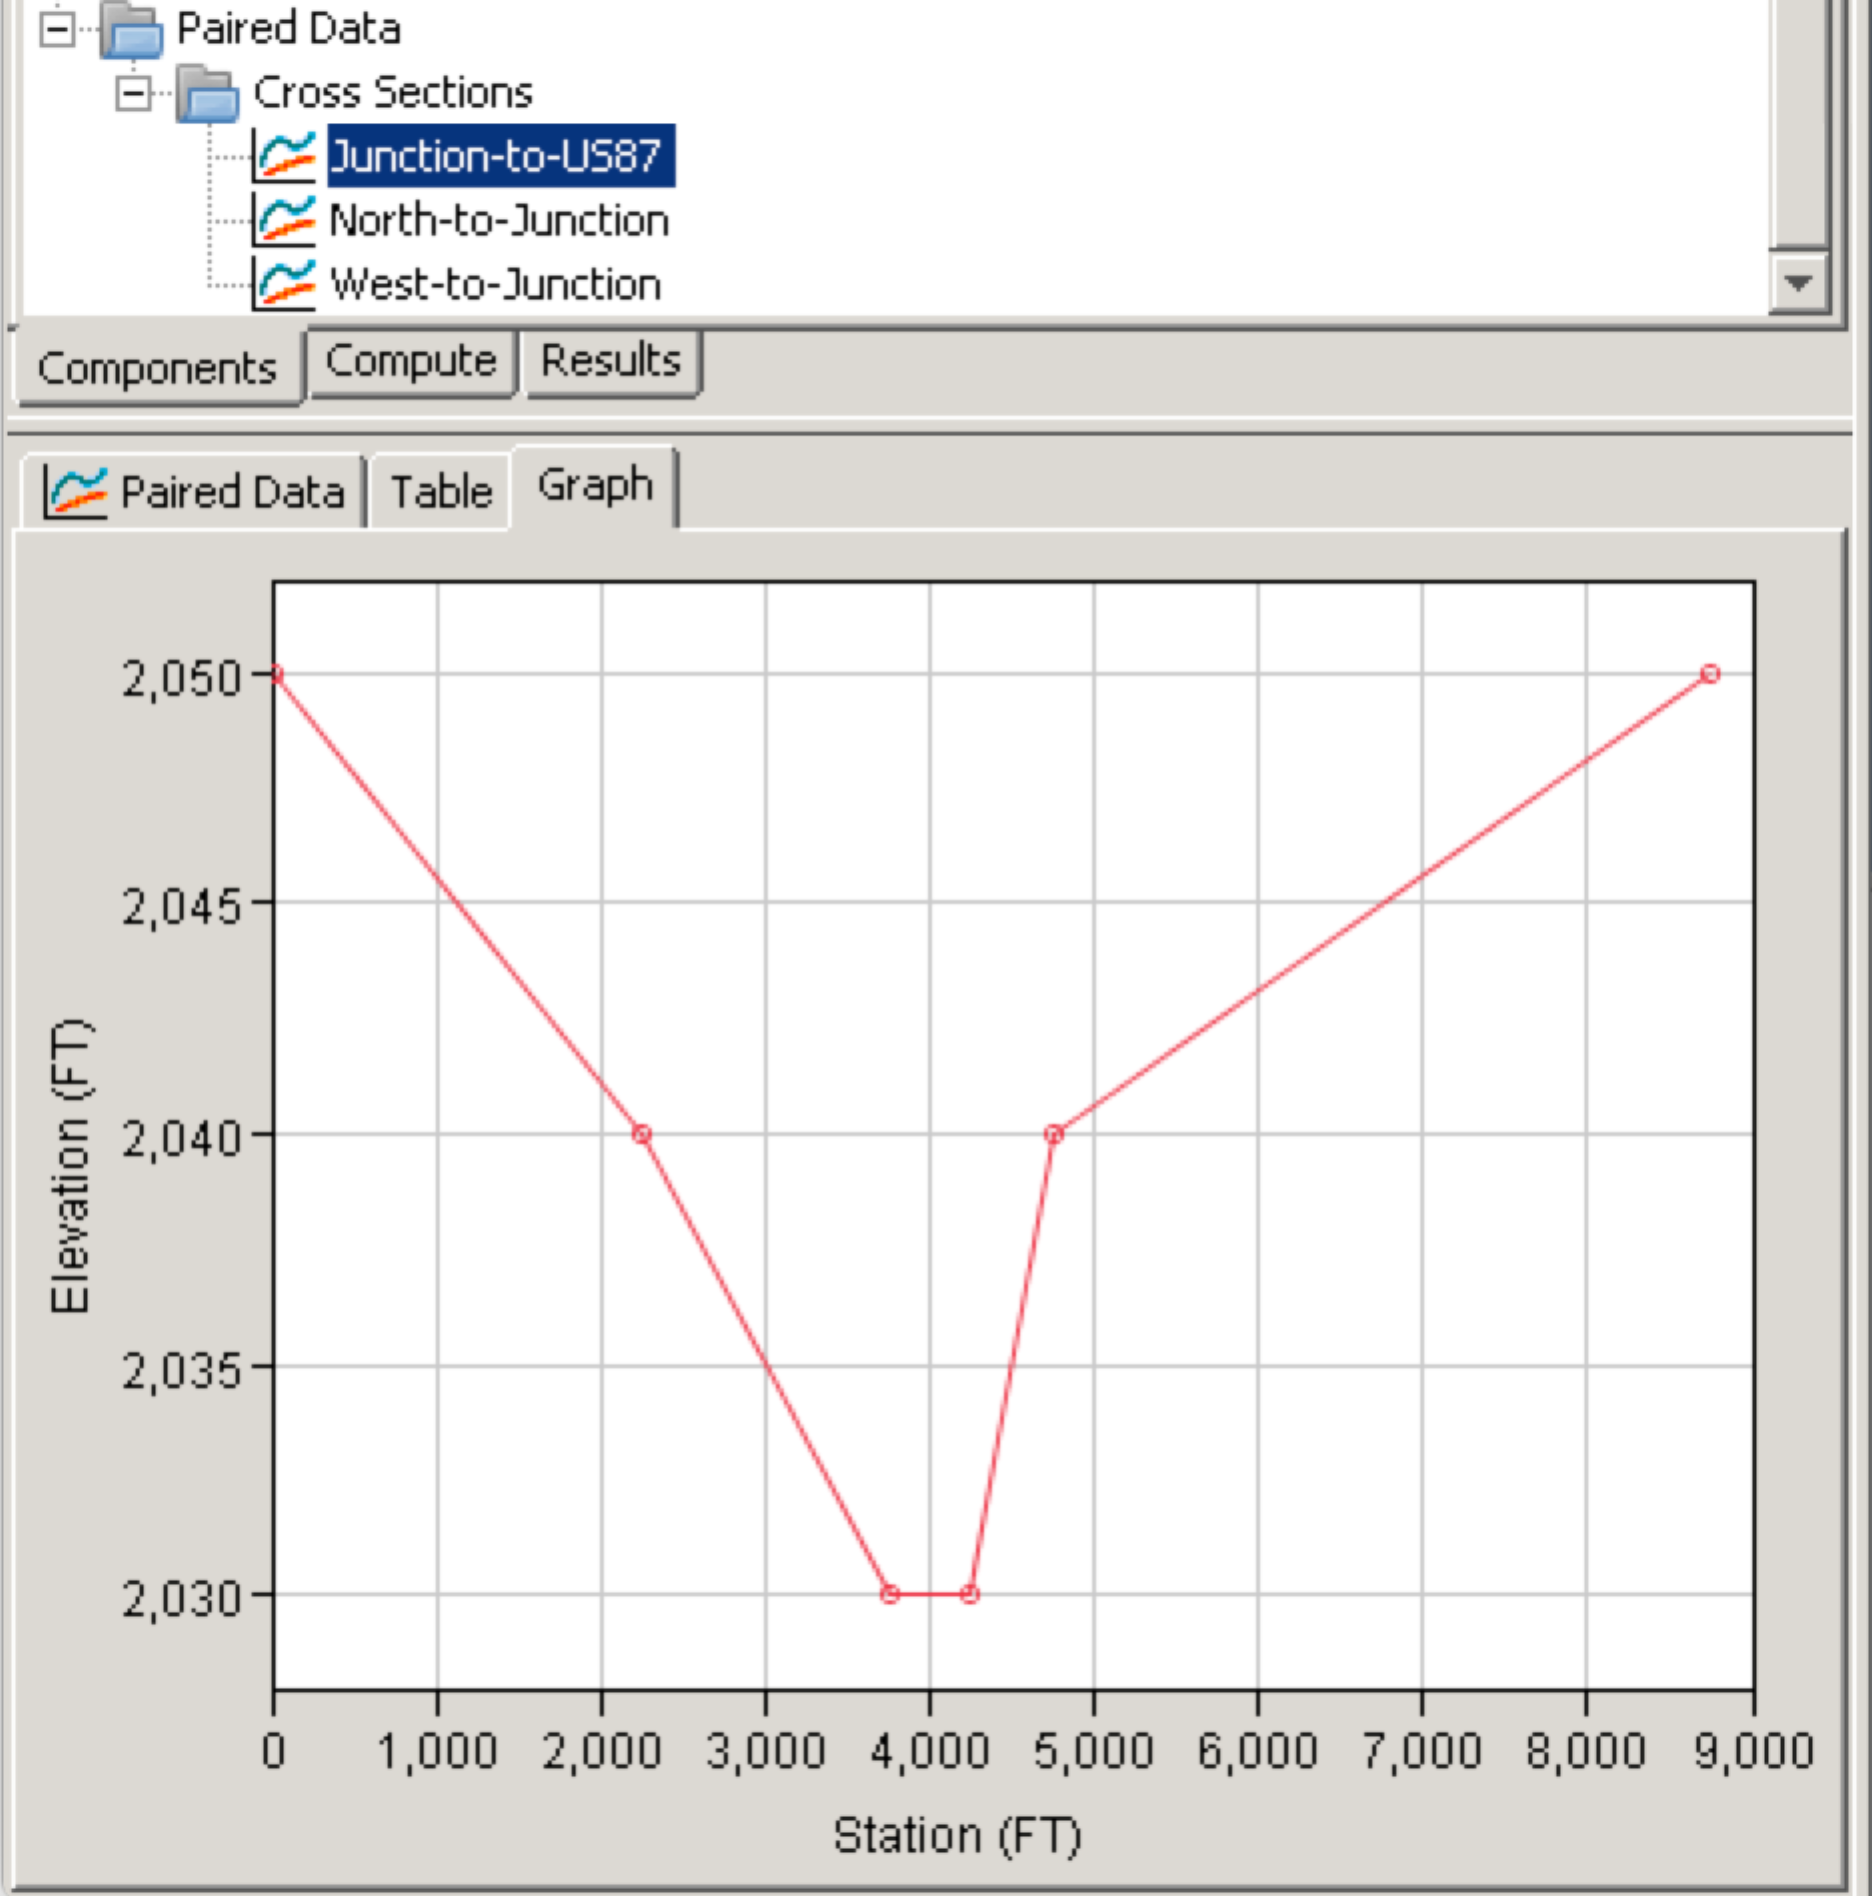 Paired Data
Cross Sections
Junction-to-US87
North-to-Junction
West-to-Junction
Components Compute Results
Paired Data Table Graph
2,050
2,045
2,040
2,035
2,030
Elevation (FT)
0 1,000 2,000 3,000 4,000 5,000 6,000 7,000 8,000 9,000
Station (FT)